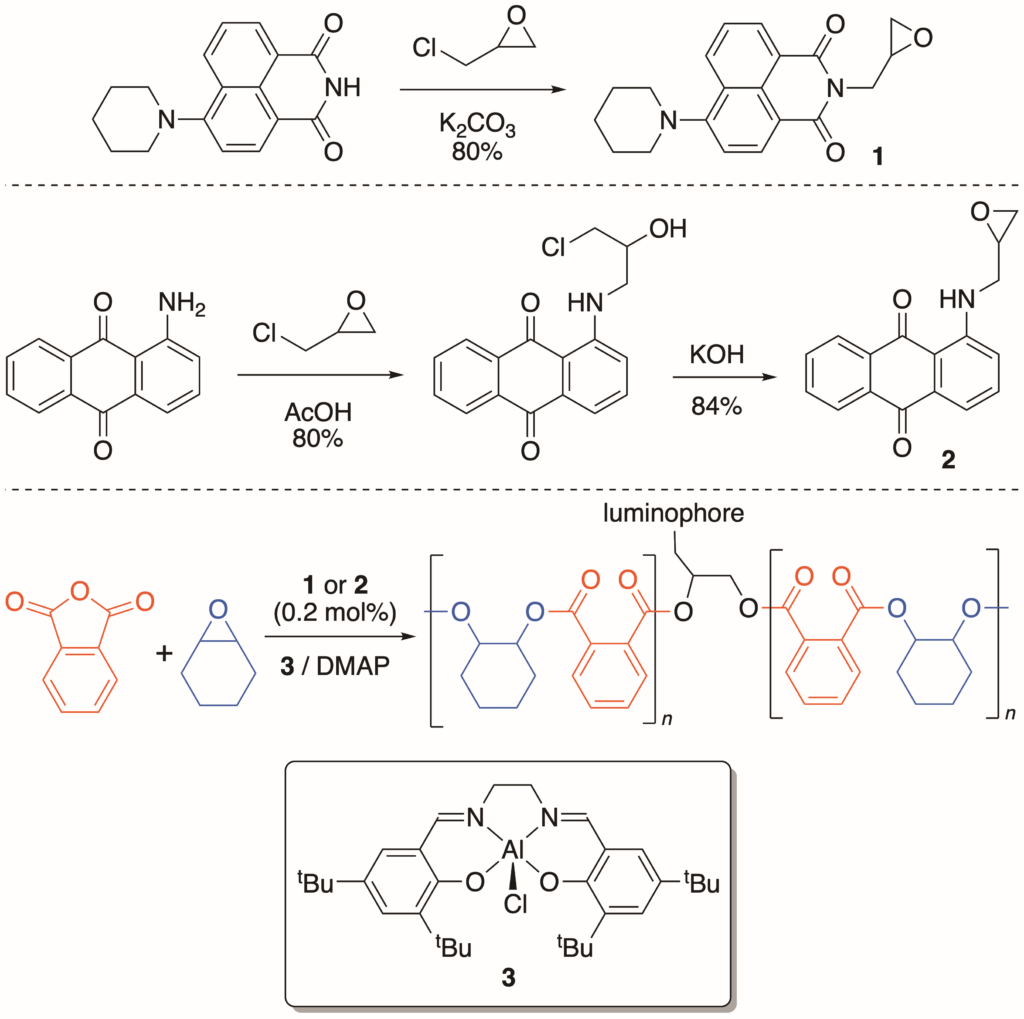 O
O
Cl
O
O
NH
N
K₂CO₃
80%
O
O
N
N
O
1
O
Cl
OH
O
HN
O
NH₂
O
O
Cl
O
AcOH
80%
O
KOH
84%
O
HN
O
O
2
luminophore
O
O
O
O
+
1 or 2
(0.2 mol%)
3 / DMAP
O
O
O
O
O
O
n
O
O
O
O
n
N
N
Al
O
O
Cl
ᵗBu
ᵗBu
ᵗBu
ᵗBu
3